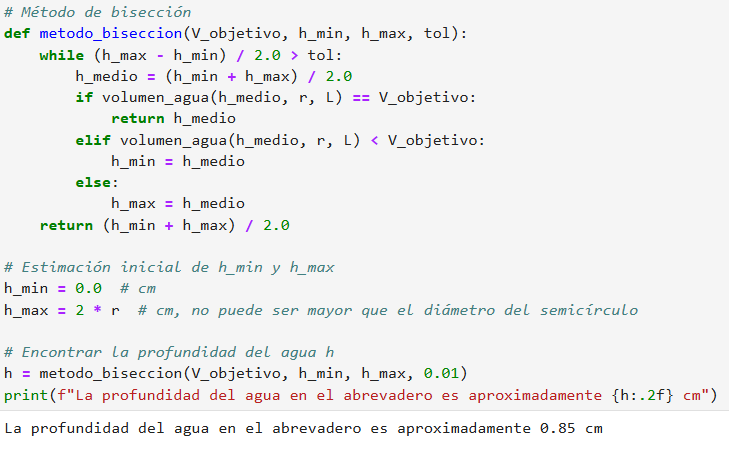 # Método de bisección
def metodo_biseccion(V_objetivo, h_min, h_max, tol):
    while (h_max - h_min) / 2.0 > tol:
        h_medio = (h_min + h_max) / 2.0
        if volumen_agua(h_medio, r, L) == V_objetivo:
            return h_medio
        elif volumen_agua(h_medio, r, L) < V_objetivo:
            h_min = h_medio
        else:
            h_max = h_medio
    return (h_min + h_max) / 2.0
# Estimación inicial de h_min y h_max
h_min = 0.0  # cm
h_max = 2 * r  # cm, no puede ser mayor que el diámetro del semicírculo
# Encontrar la profundidad del agua h
h = metodo_biseccion(V_objetivo, h_min, h_max, 0.01)
print(f"La profundidad del agua en el abrevadero es aproximadamente {h:.2f} cm")
La profundidad del agua en el abrevadero es aproximadamente 0.85 cm